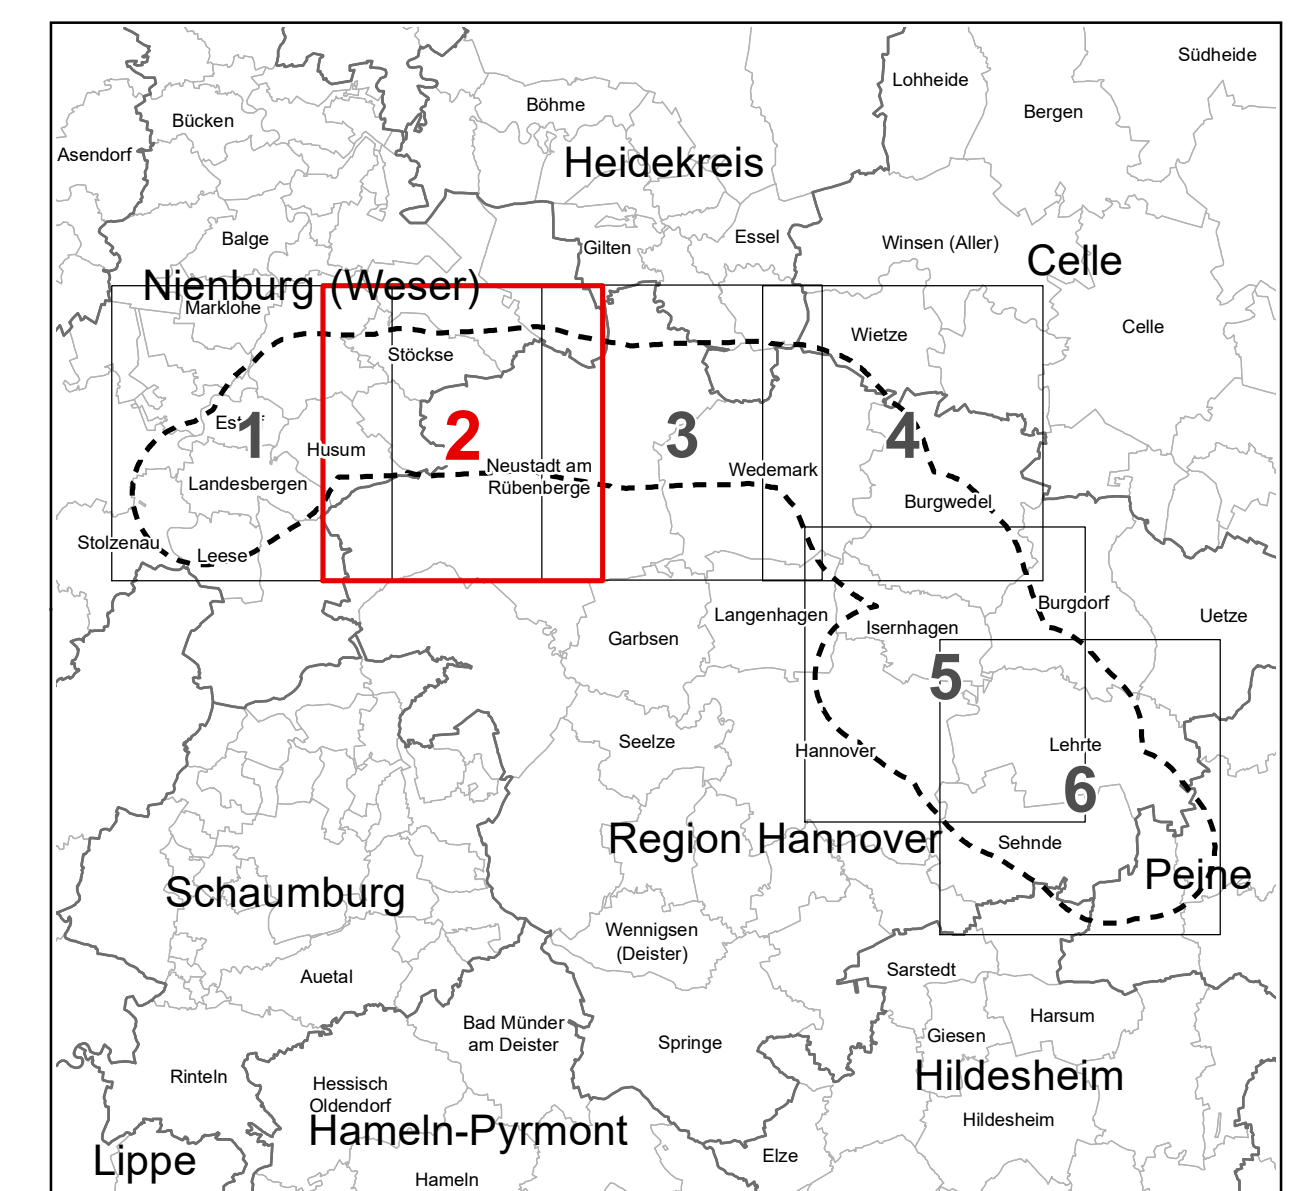 Südheide
Lohheide
Böhme
Bergen
Bücken
Asendorf
Heidekreis
Balge
Gilten
Essel
Winsen (Aller)
Celle
Nienburg (Weser)
Marklohe
Celle
Wietze
Stöckse
1
2
3
4
Husum
Neustadt am
Rübenberge
Wedemark
Landesbergen
Burgwedel
Stolzenau
Leese
Burgdorf
Langenhagen
Uetze
Isernhagen
Garbsen
5
Seelze
Hannover
Lehrte
6
Region Hannover
Sehnde
Peine
Schaumburg
Wennigsen
(Deister)
Auetal
Sarstedt
Bad Münder
am Deister
Harsum
Giesen
Springe
Rinteln
Hessisch
Oldendorf
Hildesheim
Hildesheim
Hameln-Pyrmont
Lippe
Elze
Hameln